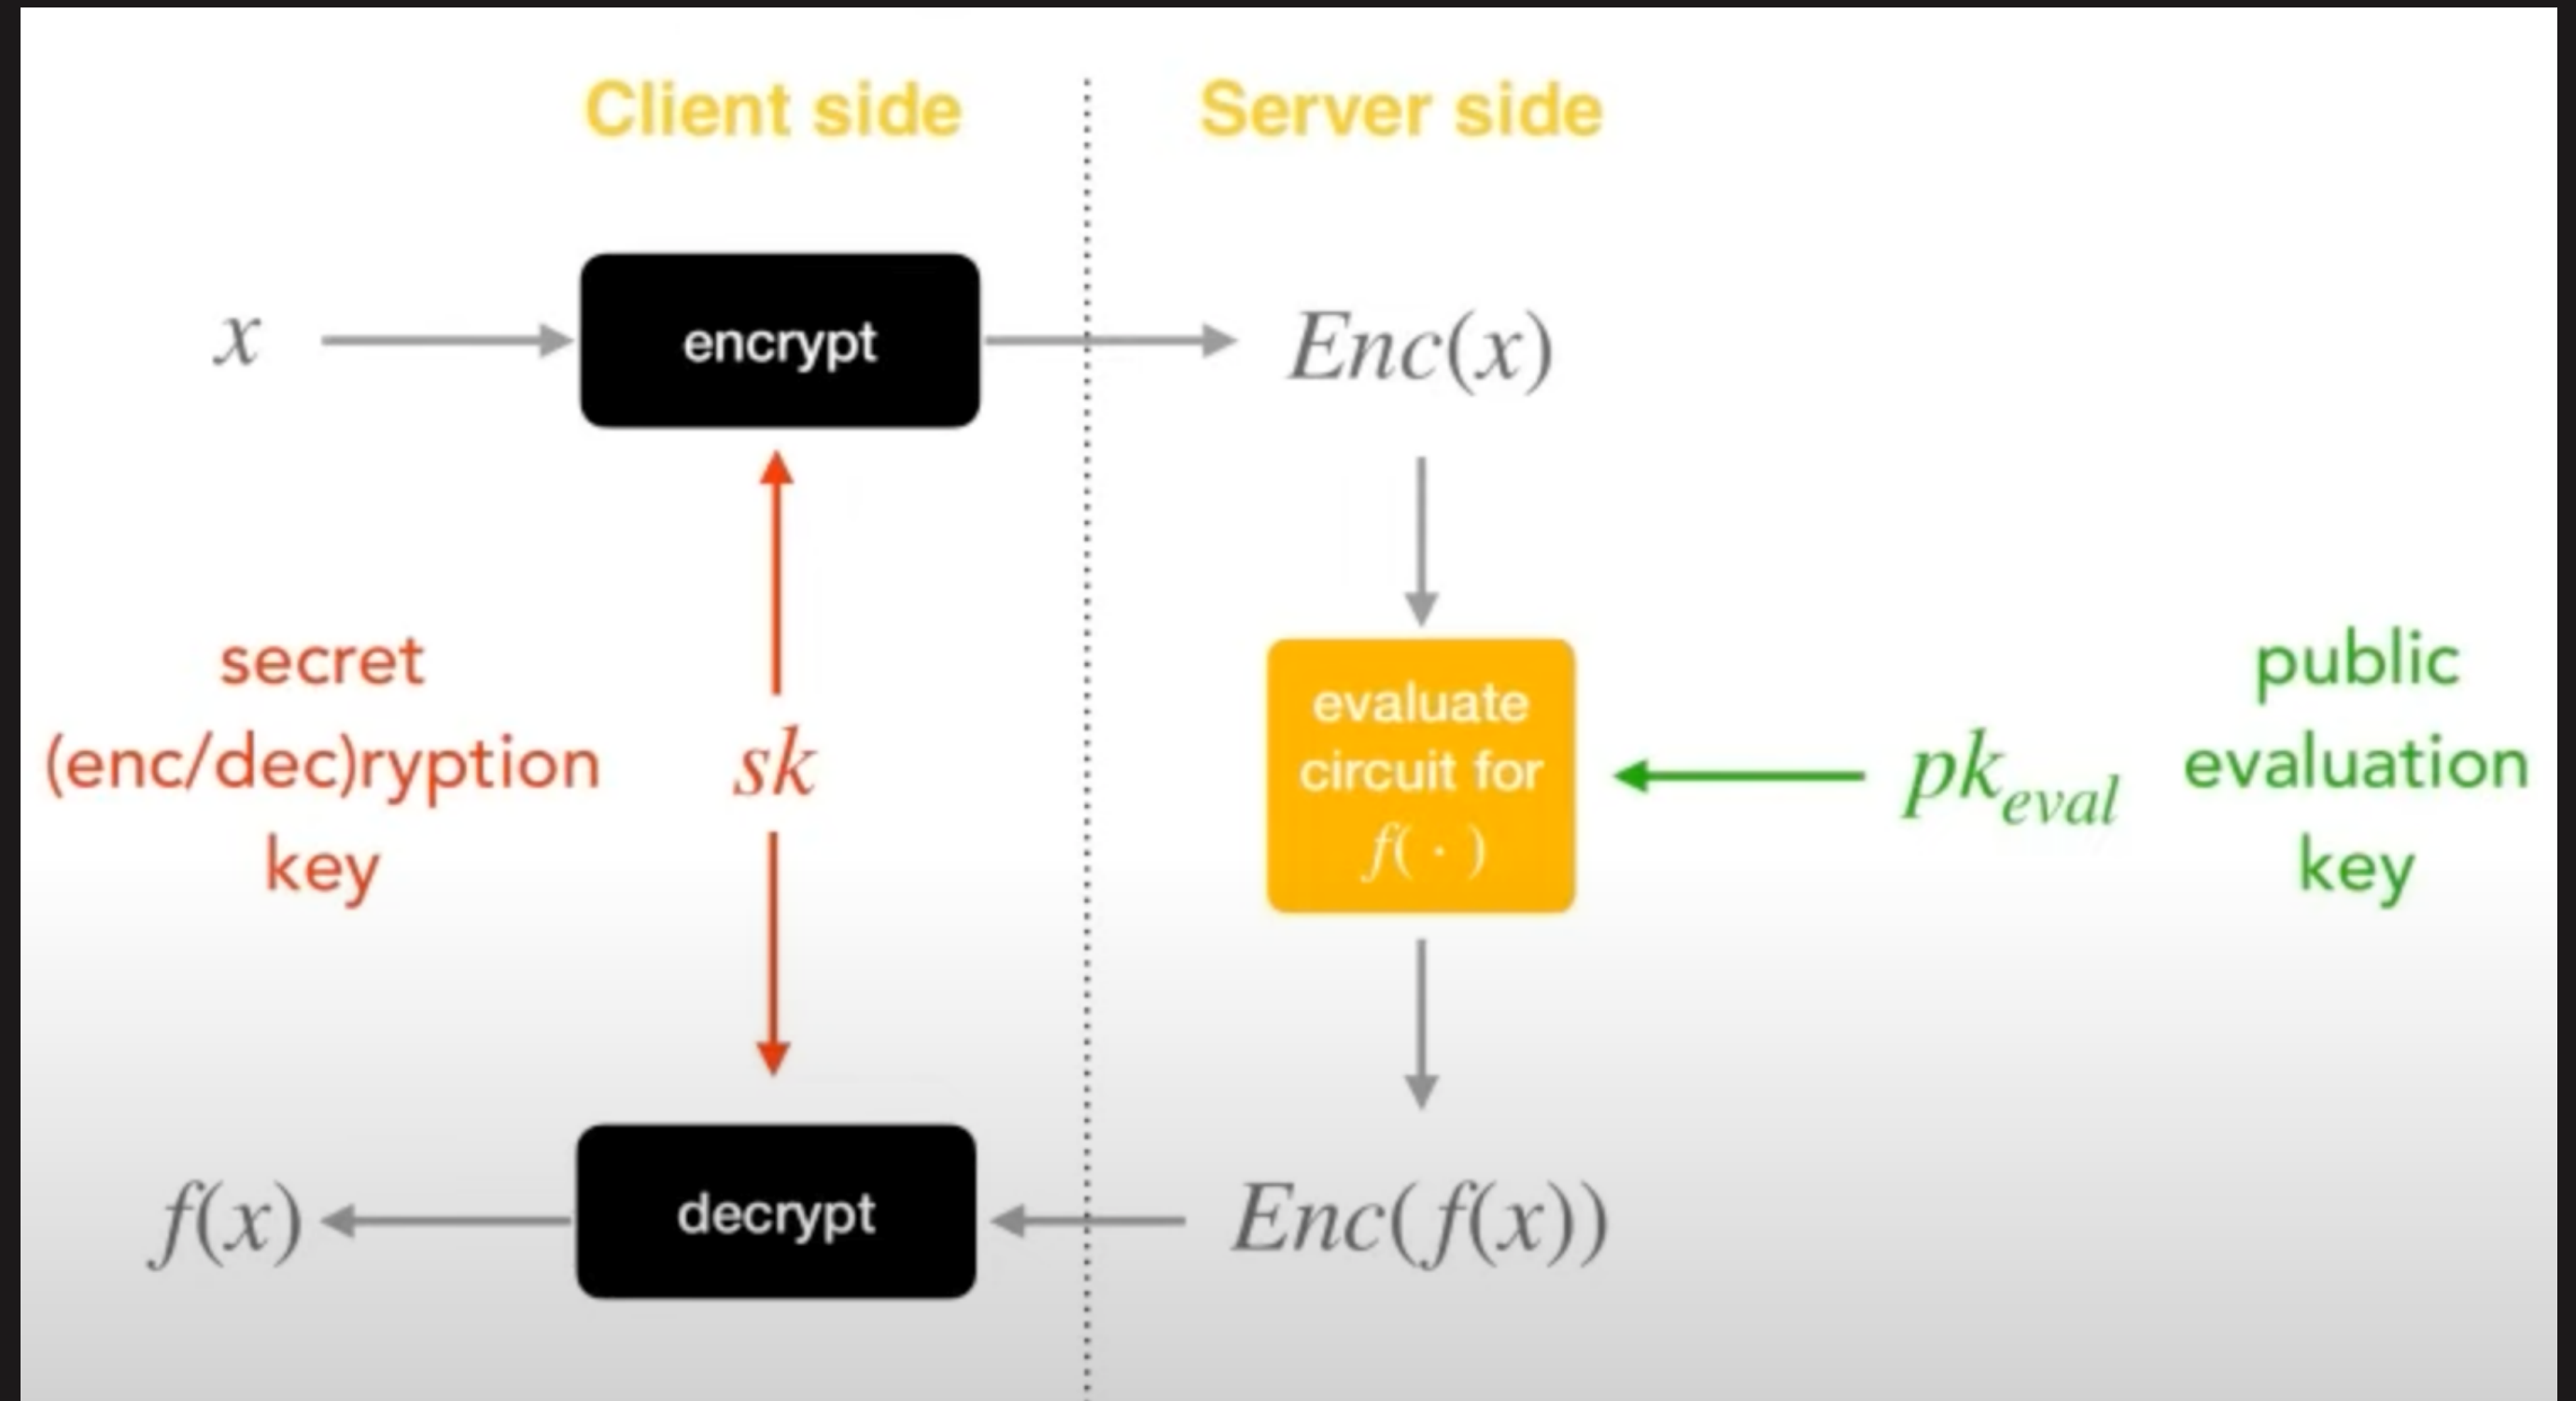 Client side
Server side
x
encrypt
Enc(x)
secret
(enc/dec)ryption
key
sk
evaluate
circuit for
f( · )
pk_eval
public
evaluation
key
f(x)
decrypt
Enc(f(x))